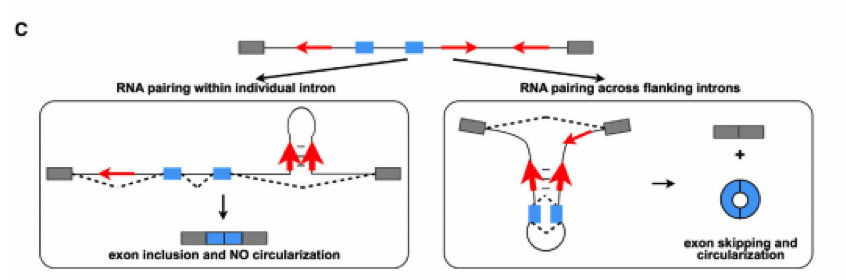 C
RNA pairing within individual intron
RNA pairing across flanking introns
exon inclusion and NO circularization
+
exon skipping and
circularization